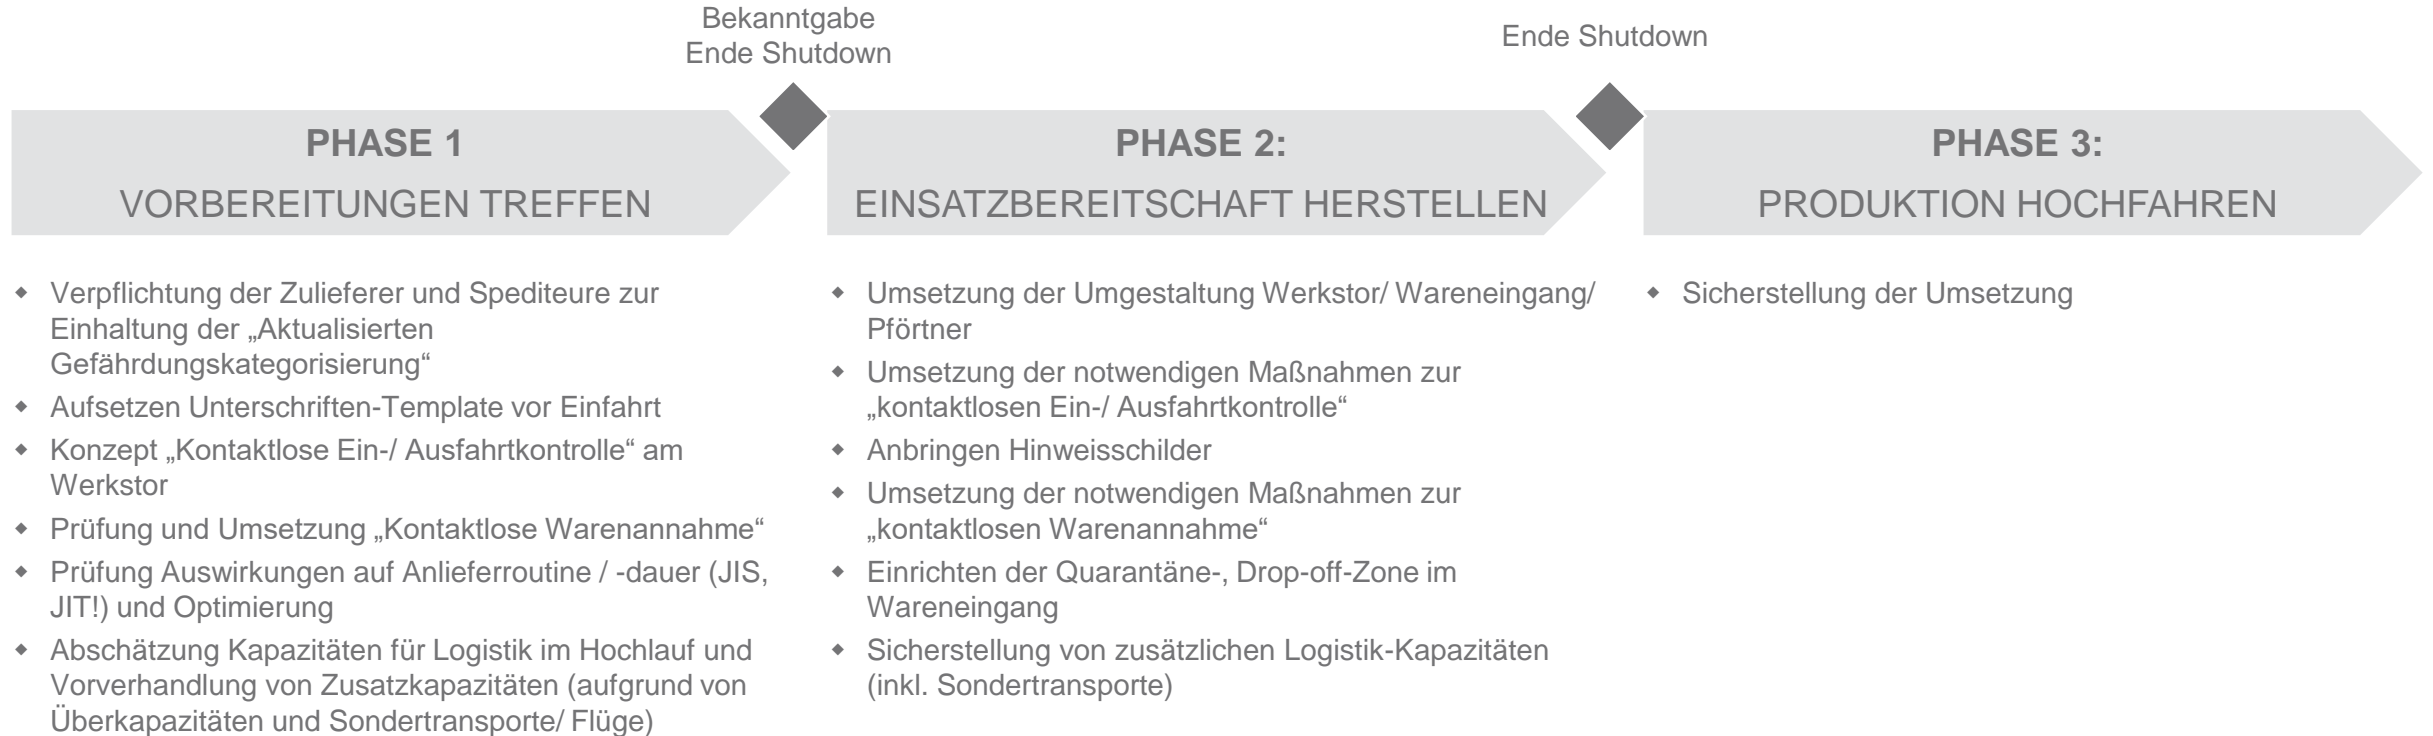 Bekanntgabe
Ende Shutdown
Ende Shutdown
PHASE 1
VORBEREITUNGEN TREFFEN
PHASE 2:
EINSATZBEREITSCHAFT HERSTELLEN
PHASE 3:
PRODUKTION HOCHFAHREN
Verpflichtung der Zulieferer und Spediteure zur
Einhaltung der „Aktualisierten
Gefährdungskategorisierung“
Aufsetzen Unterschriften-Template vor Einfahrt
Konzept „Kontaktlose Ein-/ Ausfahrtkontrolle“ am
Werkstor
Prüfung und Umsetzung „Kontaktlose Warenannahme“
Prüfung Auswirkungen auf Anlieferroutine / -dauer (JIS,
JIT!) und Optimierung
Abschätzung Kapazitäten für Logistik im Hochlauf und
Vorverhandlung von Zusatzkapazitäten (aufgrund von
Überkapazitäten und Sondertransporte/ Flüge)
Umsetzung der Umgestaltung Werkstor/ Wareneingang/
Pförtner
Umsetzung der notwendigen Maßnahmen zur
„kontaktlosen Ein-/ Ausfahrtkontrolle“
Anbringen Hinweisschilder
Umsetzung der notwendigen Maßnahmen zur
„kontaktlosen Warenannahme“
Einrichten der Quarantäne-, Drop-off-Zone im
Wareneingang
Sicherstellung von zusätzlichen Logistik-Kapazitäten
(inkl. Sondertransporte)
Sicherstellung der Umsetzung